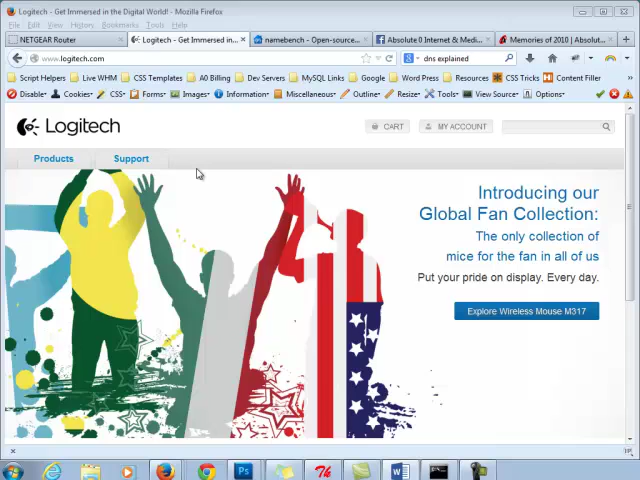 Logitech - Get Immersed in the Digital World! - Mozilla Firefox
File Edit View History Bookmarks Tools Help
NETGEAR Router
Logitech - Get Immersed in the Digital World! - ...
namebench - Open-source...
Absolute 0 Internet & Medi...
Memories of 2010 | Absolut...
www.logitech.com
dns explained
Script Helpers Live WHM CSS Templates A0 Billing Dev Servers MySQL Links Google Word Press Resources CSS Tricks Content Filler
Disable Cookies CSS Forms Images Information Miscellaneous Outline Resize Tools View Source Options
Logitech
CART
MY ACCOUNT
Products
Support
Introducing our
Global Fan Collection:
The only collection of
mice for the fan in all of us
Put your pride on display. Every day.
Explore Wireless Mouse M317